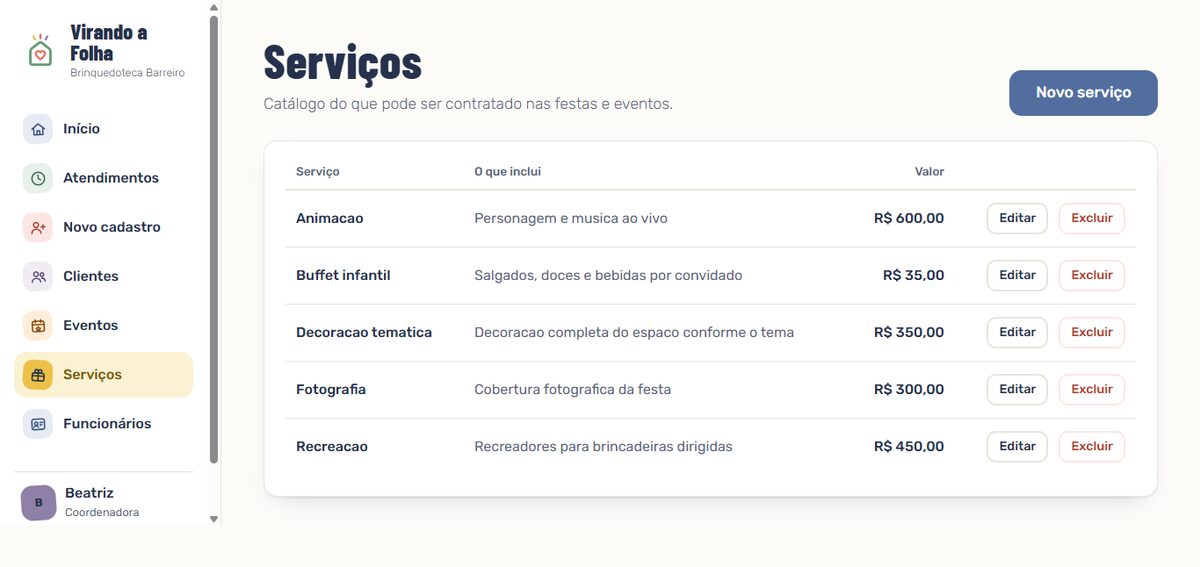 Virando a
Folha
Brinquedoteca Barreiro
Início
Atendimentos
Novo cadastro
Clientes
Eventos
Serviços
Funcionários
B
Beatriz
Coordenadora
Serviços
Catálogo do que pode ser contratado nas festas e eventos.
Novo serviço
Serviço O que inclui Valor
Animacao Personagem e musica ao vivo R$ 600,00 Editar Excluir
Buffet infantil Salgados, doces e bebidas por convidado R$ 35,00 Editar Excluir
Decoracao tematica Decoracao completa do espaco conforme o tema R$ 350,00 Editar Excluir
Fotografia Cobertura fotografica da festa R$ 300,00 Editar Excluir
Recreacao Recreadores para brincadeiras dirigidas R$ 450,00 Editar Excluir